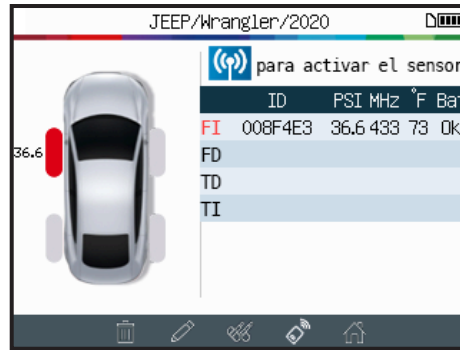 JEEP/Wrangler/2020
para activar el sensor
ID PSI MHz °F Bat
FI 008F4E3 36.6 433 73 Ok
36.6
FD
TD
TI